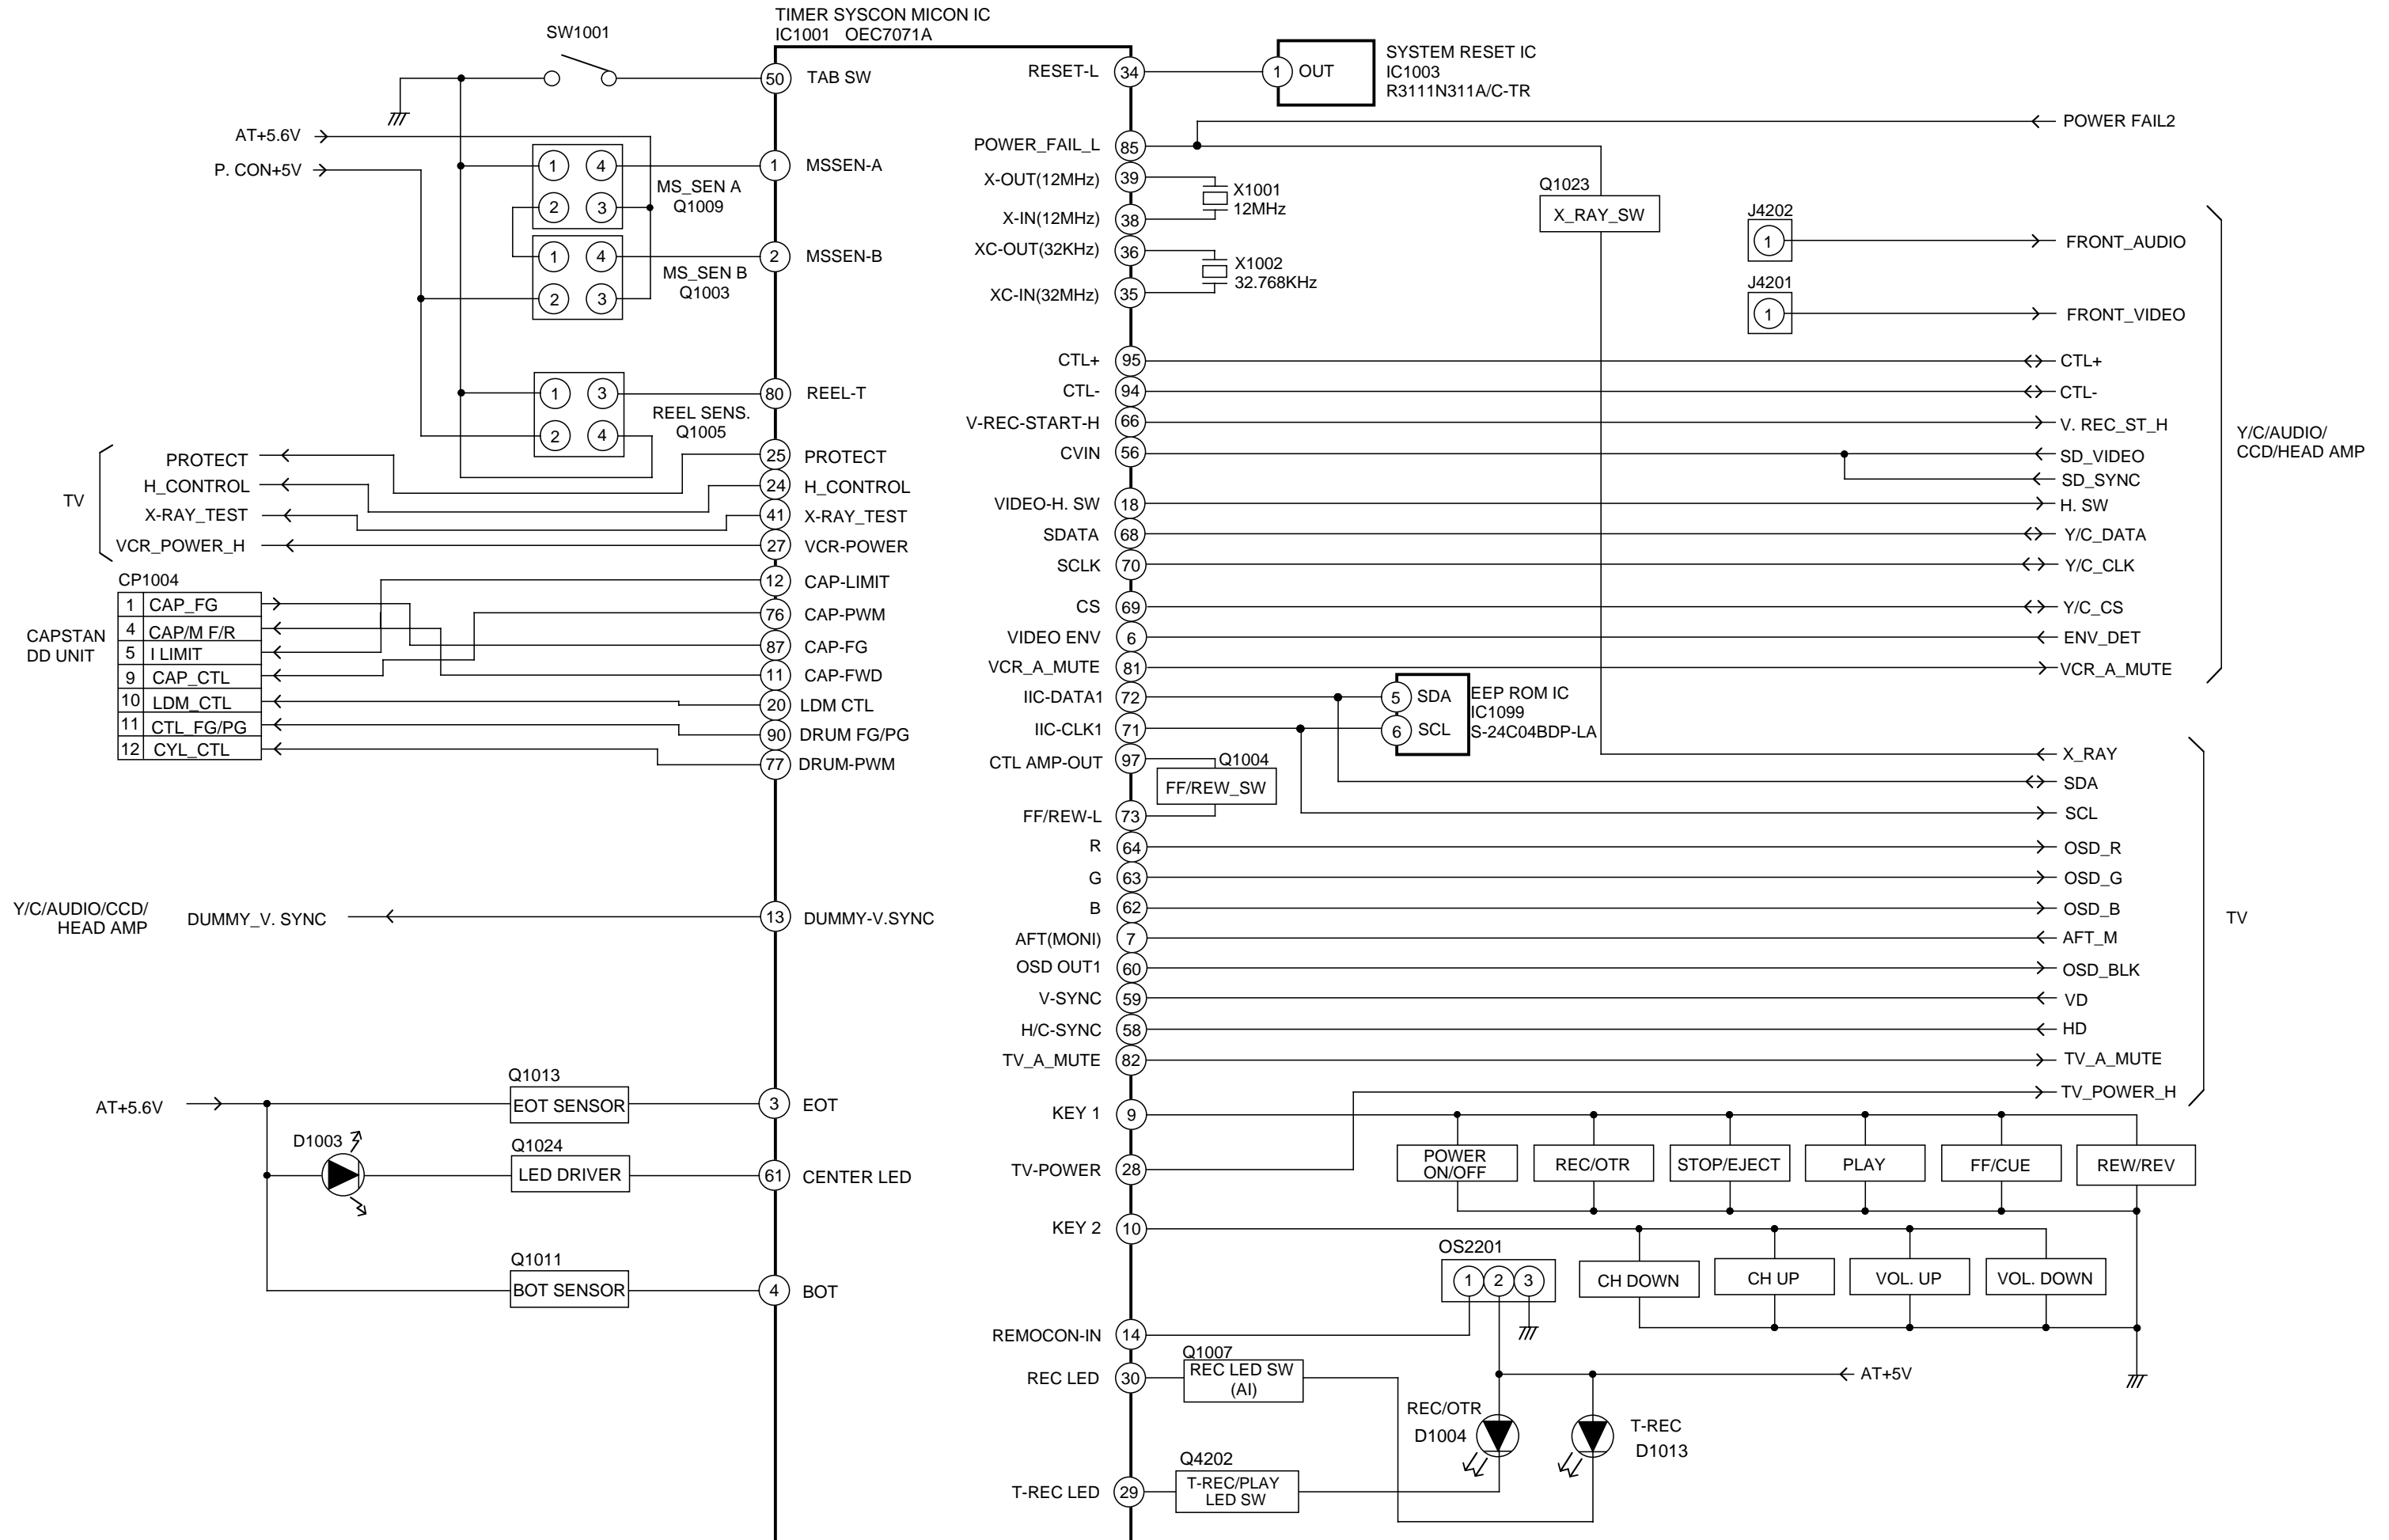 TIMER SYSCON MICON IC
IC1001 OEC7071A
SW1001
50 TAB SW
AT+5.6V
P. CON+5V
1 4
2 3
MS_SEN A
Q1009
1 MSSEN-A
1 4
2 3
MS_SEN B
Q1003
2 MSSEN-B
1 3
2 4
REEL SENS.
Q1005
80 REEL-T
TV
PROTECT 25 PROTECT
H_CONTROL 24 H_CONTROL
X-RAY_TEST 41 X-RAY_TEST
VCR_POWER_H 27 VCR-POWER
CP1004
CAPSTAN
DD UNIT
1 CAP_FG
4 CAP/M F/R
5 I LIMIT
9 CAP_CTL
10 LDM_CTL
11 CTL_FG/PG
12 CYL_CTL
12 CAP-LIMIT
76 CAP-PWM
87 CAP-FG
11 CAP-FWD
20 LDM CTL
90 DRUM FG/PG
77 DRUM-PWM
Y/C/AUDIO/CCD/
HEAD AMP
DUMMY_V. SYNC 13 DUMMY-V.SYNC
AT+5.6V
Q1013
EOT SENSOR 3 EOT
D1003
Q1024
LED DRIVER 61 CENTER LED
Q1011
BOT SENSOR 4 BOT
RESET-L 34 1 OUT
SYSTEM RESET IC
IC1003
R3111N311A/C-TR
POWER FAIL2
POWER_FAIL_L 85
X-OUT(12MHz) 39
X-IN(12MHz) 38
X1001
12MHz
XC-OUT(32KHz) 36
XC-IN(32MHz) 35
X1002
32.768KHz
Q1023
X_RAY_SW
J4202
1 FRONT_AUDIO
J4201
1 FRONT_VIDEO
CTL+ 95 CTL+
CTL- 94 CTL-
V-REC-START-H 66 V. REC_ST_H
CVIN 56 SD_VIDEO
SD_SYNC
VIDEO-H. SW 18 H. SW
SDATA 68 Y/C_DATA
SCLK 70 Y/C_CLK
CS 69 Y/C_CS
VIDEO ENV 6 ENV_DET
VCR_A_MUTE 81 VCR_A_MUTE
Y/C/AUDIO/
CCD/HEAD AMP
IIC-DATA1 72 5 SDA
IIC-CLK1 71 6 SCL
EEP ROM IC
IC1099
S-24C04BDP-LA
CTL AMP-OUT 97
Q1004
FF/REW_SW
FF/REW-L 73
X_RAY
SDA
SCL
R 64 OSD_R
G 63 OSD_G
B 62 OSD_B
AFT(MONI) 7 AFT_M
OSD OUT1 60 OSD_BLK
V-SYNC 59 VD
H/C-SYNC 58 HD
TV_A_MUTE 82 TV_A_MUTE
TV_POWER_H
TV
KEY 1 9
POWER
ON/OFF
REC/OTR
STOP/EJECT
PLAY
FF/CUE
REW/REV
TV-POWER 28
KEY 2 10
OS2201
1 2 3
CH DOWN
CH UP
VOL. UP
VOL. DOWN
REMOCON-IN 14
REC LED 30
Q1007
REC LED SW
(AI)
AT+5V
REC/OTR
D1004
T-REC
D1013
T-REC LED 29
Q4202
T-REC/PLAY
LED SW